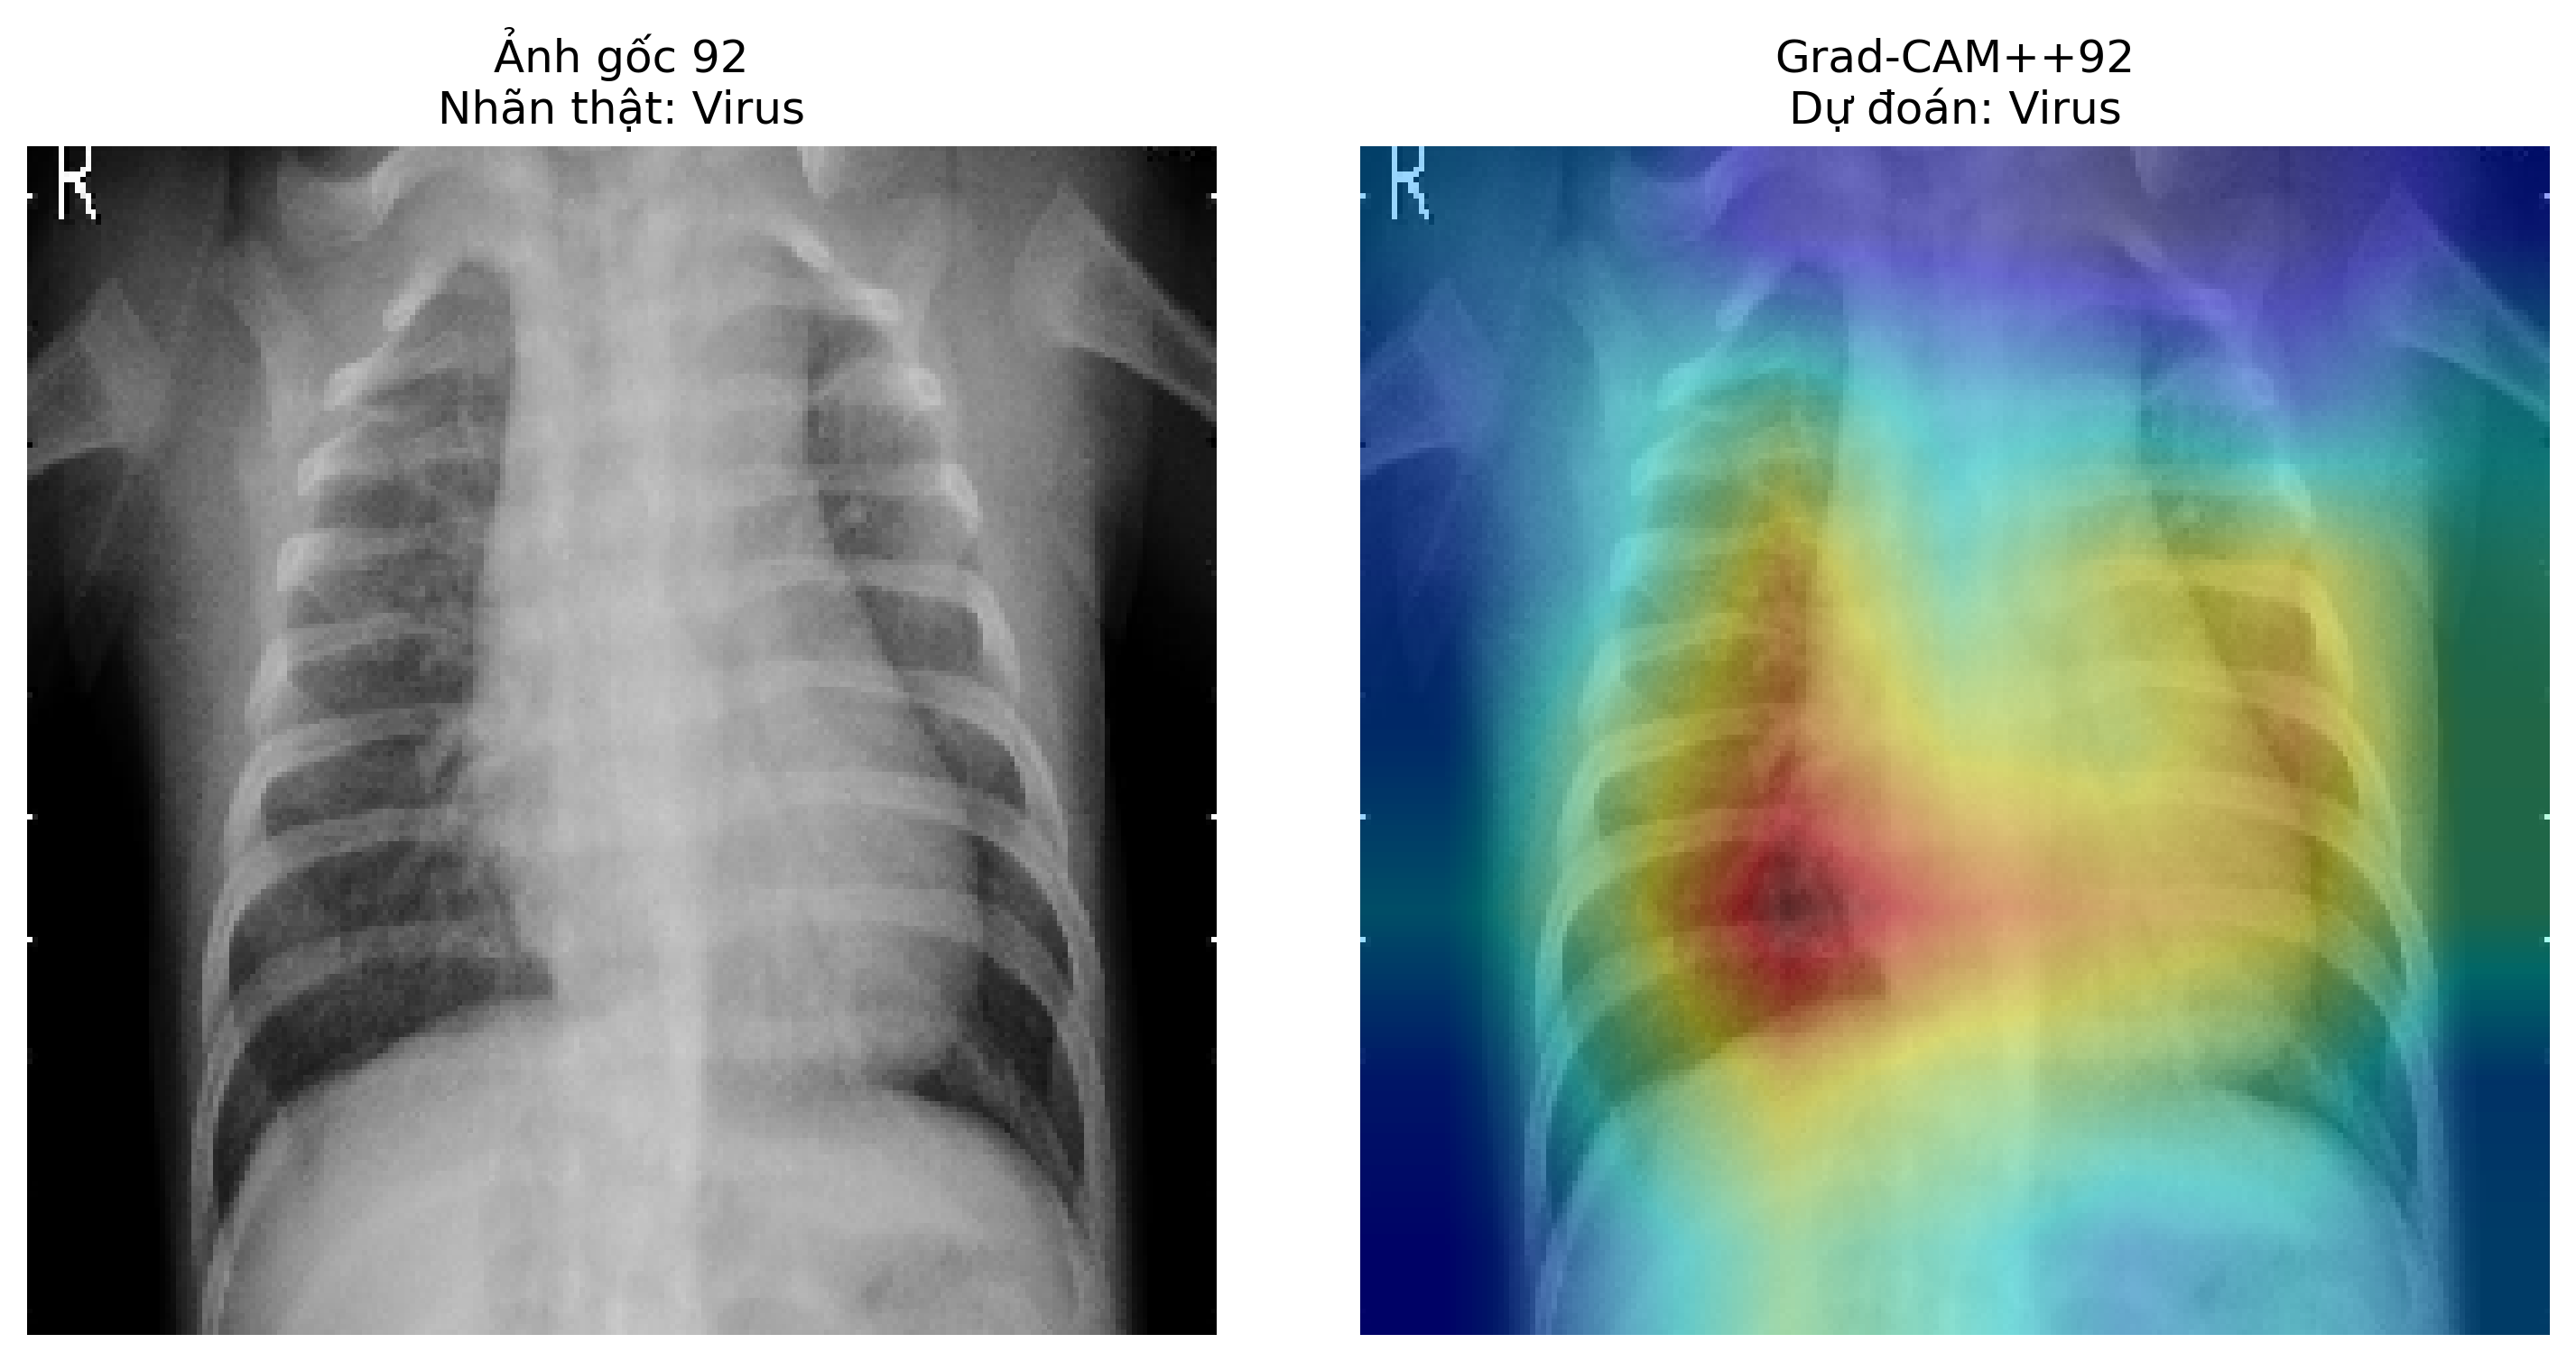 Ảnh gốc 92
Nhãn thật: Virus
Grad-CAM++92
Dự đoán: Virus
R
R